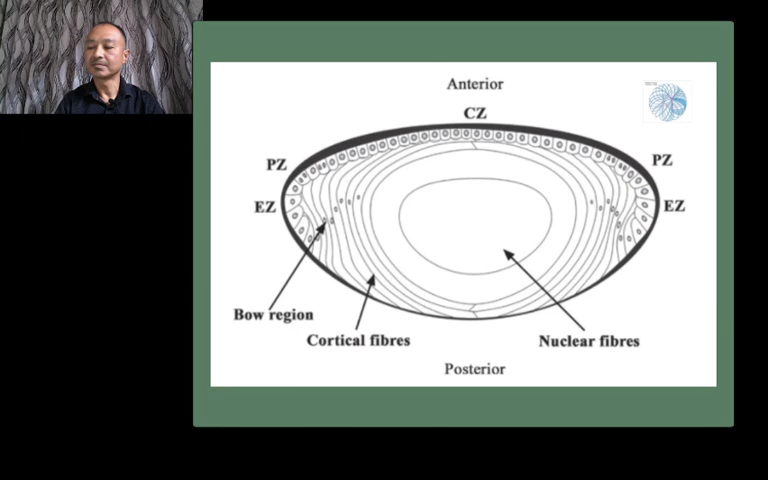 Anterior
CZ
PZ
PZ
EZ
EZ
Bow region
Cortical fibres
Nuclear fibres
Posterior